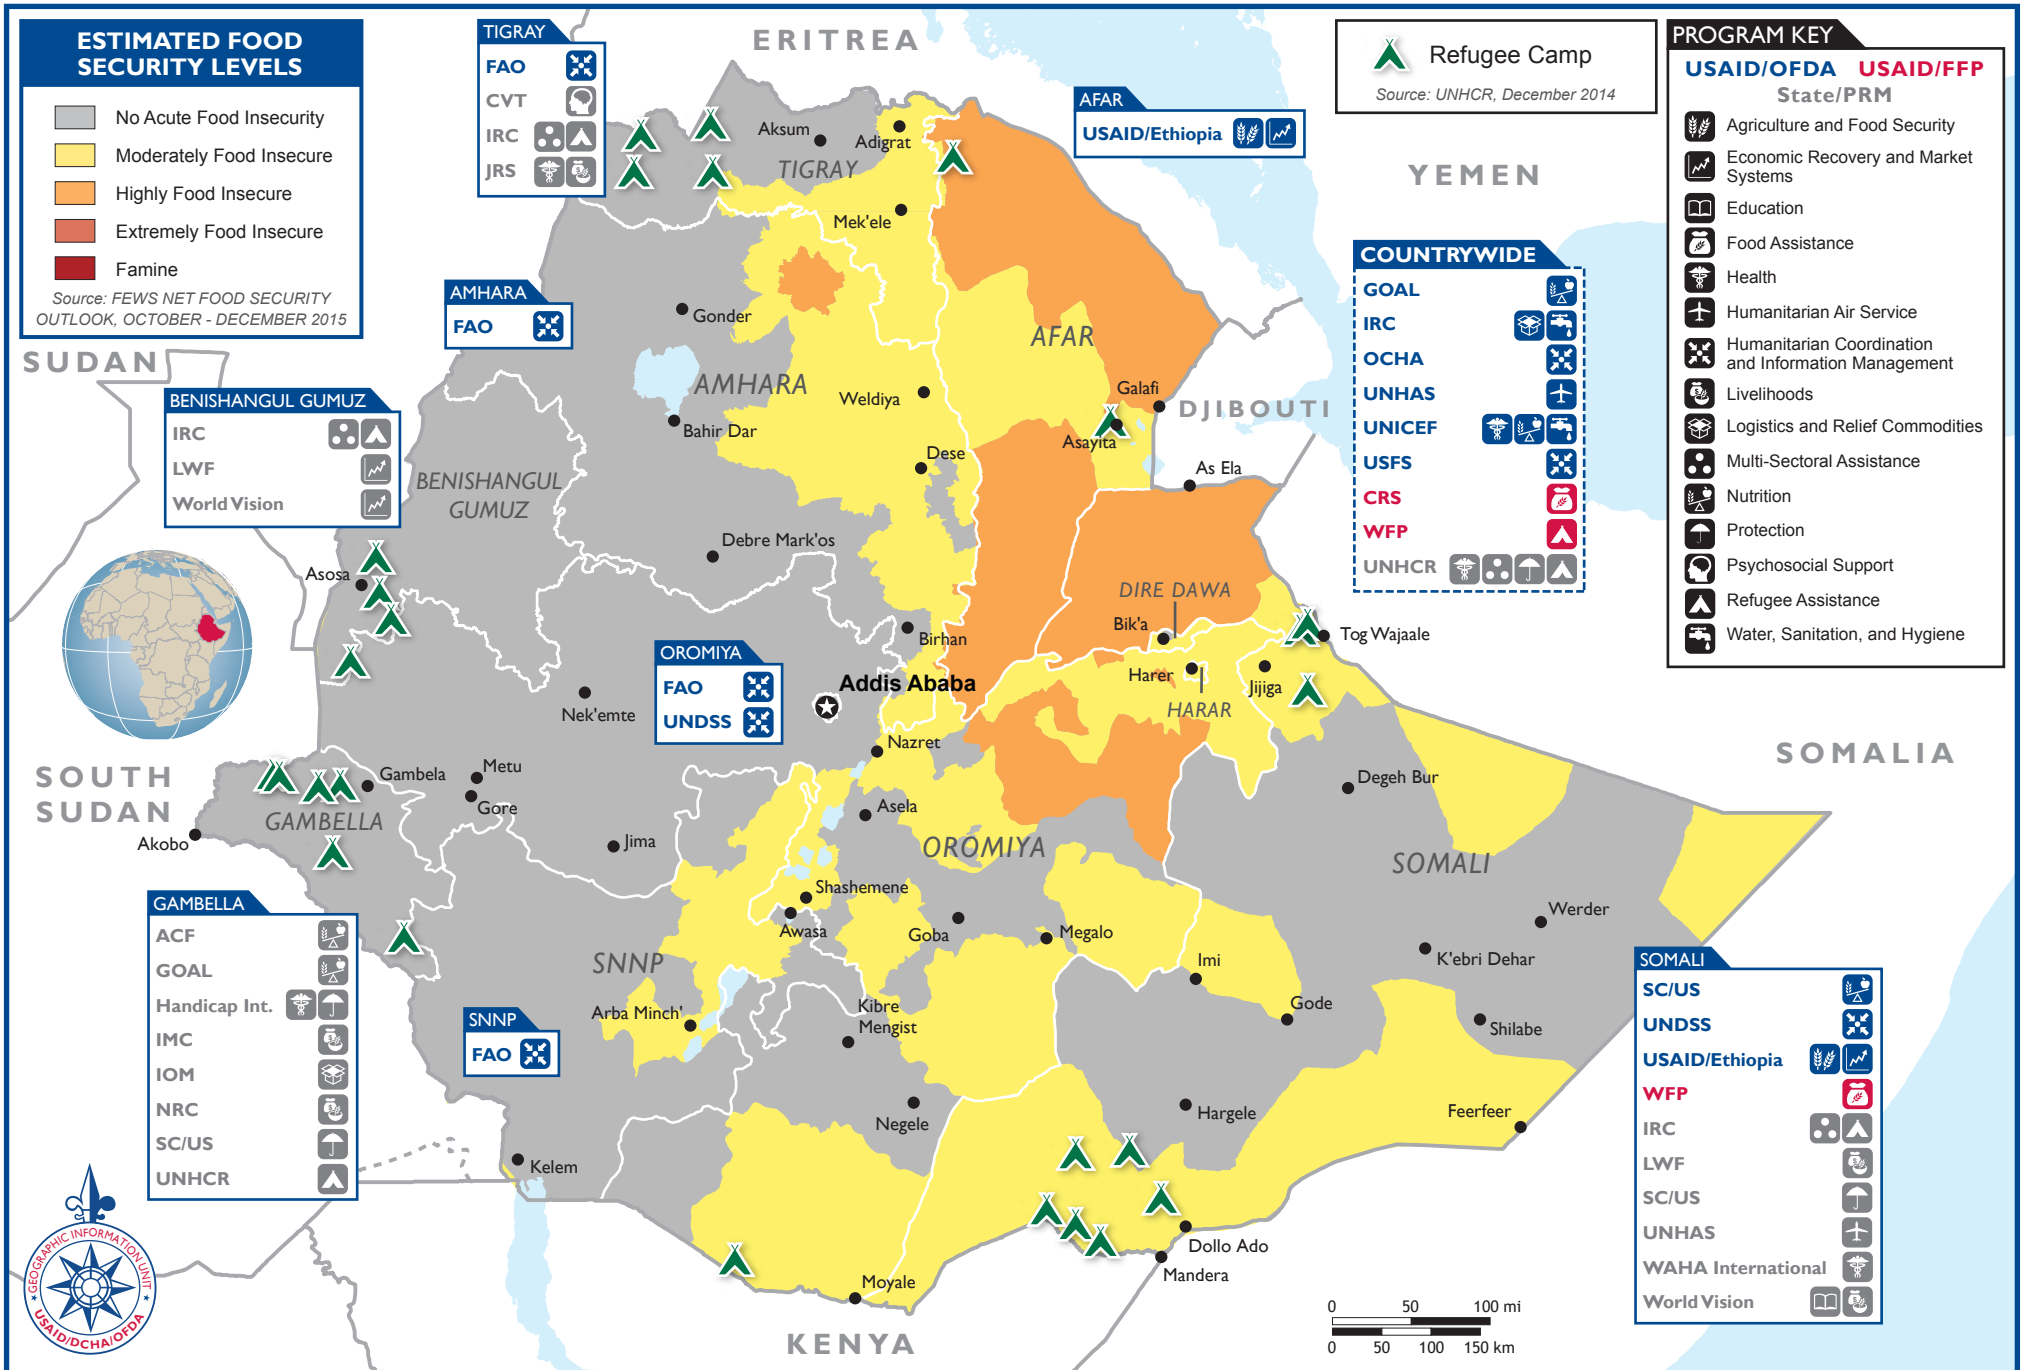 ESTIMATED FOOD
SECURITY LEVELS
No Acute Food Insecurity
Moderately Food Insecure
Highly Food Insecure
Extremely Food Insecure
Famine
Source: FEWS NET FOOD SECURITY
OUTLOOK, OCTOBER - DECEMBER 2015
TIGRAY
FAO
CVT
IRC
JRS
ERITREA
AFAR
USAID/Ethiopia
Refugee Camp
Source: UNHCR, December 2014
PROGRAM KEY
USAID/OFDA USAID/FFP
State/PRM
Agriculture and Food Security
Economic Recovery and Market
Systems
Education
Food Assistance
Health
Humanitarian Air Service
Humanitarian Coordination
and Information Management
Livelihoods
Logistics and Relief Commodities
Multi-Sectoral Assistance
Nutrition
Protection
Psychosocial Support
Refugee Assistance
Water, Sanitation, and Hygiene
YEMEN
COUNTRYWIDE
GOAL
IRC
OCHA
UNHAS
UNICEF
USFS
CRS
WFP
UNHCR
AMHARA
FAO
SUDAN
BENISHANGUL GUMUZ
IRC
LWF
World Vision
Aksum
Adigrat
TIGRAY
Mek'ele
Gonder
AFAR
AMHARA
Weldiya
Galafi
DJIBOUTI
Bahir Dar
Asayita
Dese
As Ela
BENISHANGUL
GUMUZ
Debre Mark'os
Asosa
DIRE DAWA
Bik'a
Birhan
Tog Wajaale
OROMIYA
FAO
UNDSS
Addis Ababa
Harer
Jijiga
HARAR
Nek'emte
Nazret
SOMALIA
SOUTH
SUDAN
Gambela
Metu
Gore
Degeh Bur
GAMBELLA
Asela
Akobo
Jima
OROMIYA
SOMALI
Shashemene
Awasa
Goba
Megalo
Werder
K'ebri Dehar
Imi
SNNP
Gode
Arba Minch'
Kibre
Mengist
Shilabe
GAMBELLA
ACF
GOAL
Handicap Int.
IMC
IOM
NRC
SC/US
UNHCR
SNNP
FAO
Negele
Hargele
Feerfeer
Kelem
Dollo Ado
Mandera
Moyale
KENYA
SOMALI
SC/US
UNDSS
USAID/Ethiopia
WFP
IRC
LWF
SC/US
UNHAS
WAHA International
World Vision
GEOGRAPHIC INFORMATION UNIT
USAID/DCHA/OFDA
0 50 100 mi
0 50 100 150 km